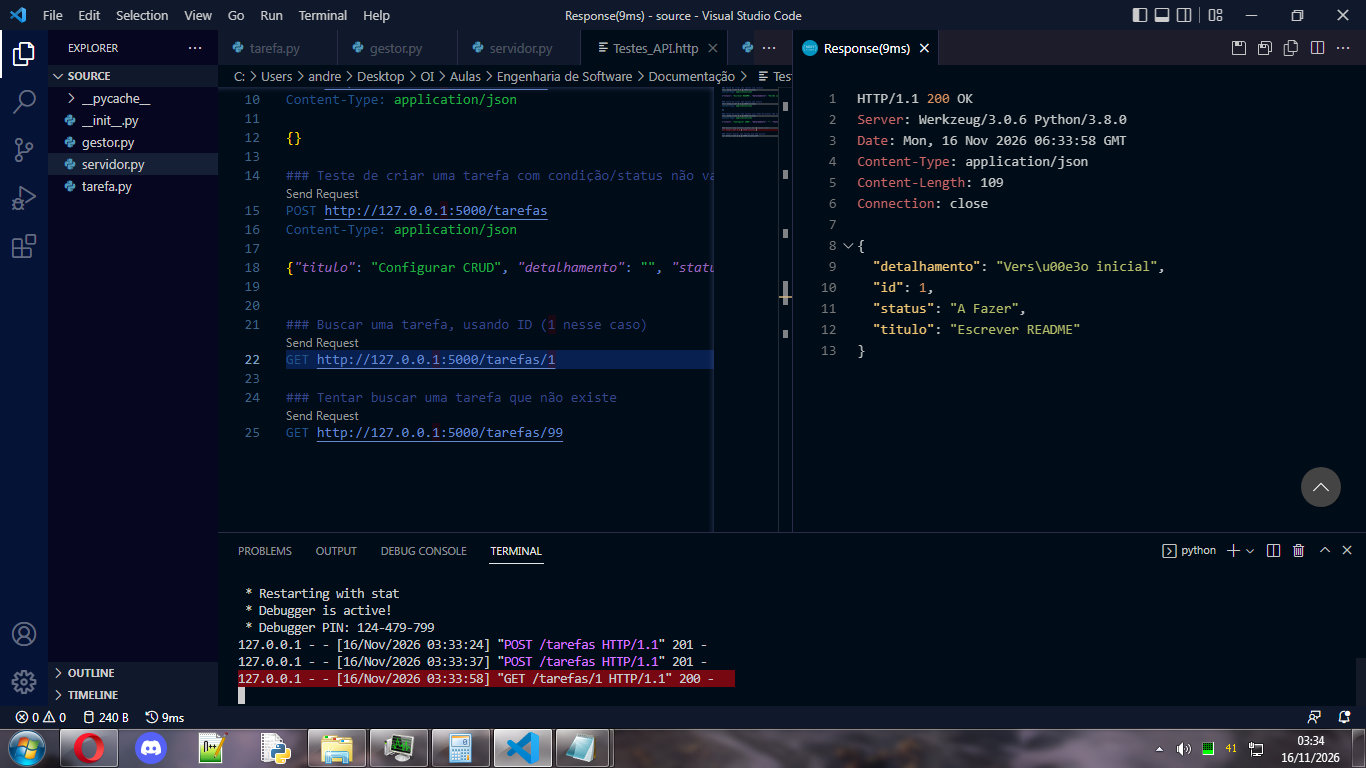 File Edit Selection View Go Run Terminal Help
Response(9ms) - source - Visual Studio Code
EXPLORER
SOURCE
__pycache__
__init__.py
gestor.py
servidor.py
tarefa.py
OUTLINE
TIMELINE
tarefa.py gestor.py servidor.py Testes_API.http
C: > Users > andre > Desktop > OI > Aulas > Engenharia de Software > Documentação > Tes
10 Content-Type: application/json
11
12 {}
13
14 ### Teste de criar uma tarefa com condição/status não va
Send Request
15 POST http://127.0.0.1:5000/tarefas
16 Content-Type: application/json
17
18 {"titulo": "Configurar CRUD", "detalhamento": "", "statu
19
20
21 ### Buscar uma tarefa, usando ID (1 nesse caso)
Send Request
22 GET http://127.0.0.1:5000/tarefas/1
23
24 ### Tentar buscar uma tarefa que não existe
Send Request
25 GET http://127.0.0.1:5000/tarefas/99
Response(9ms)
1 HTTP/1.1 200 OK
2 Server: Werkzeug/3.0.6 Python/3.8.0
3 Date: Mon, 16 Nov 2026 06:33:58 GMT
4 Content-Type: application/json
5 Content-Length: 109
6 Connection: close
7
8 {
9 "detalhamento": "Vers\u00e3o inicial",
10 "id": 1,
11 "status": "A Fazer",
12 "titulo": "Escrever README"
13 }
PROBLEMS OUTPUT DEBUG CONSOLE TERMINAL
python
* Restarting with stat
* Debugger is active!
* Debugger PIN: 124-479-799
127.0.0.1 - - [16/Nov/2026 03:33:24] "POST /tarefas HTTP/1.1" 201 -
127.0.0.1 - - [16/Nov/2026 03:33:37] "POST /tarefas HTTP/1.1" 201 -
127.0.0.1 - - [16/Nov/2026 03:33:58] "GET /tarefas/1 HTTP/1.1" 200 -
0 0 240 B 9ms
41
03:34
16/11/2026